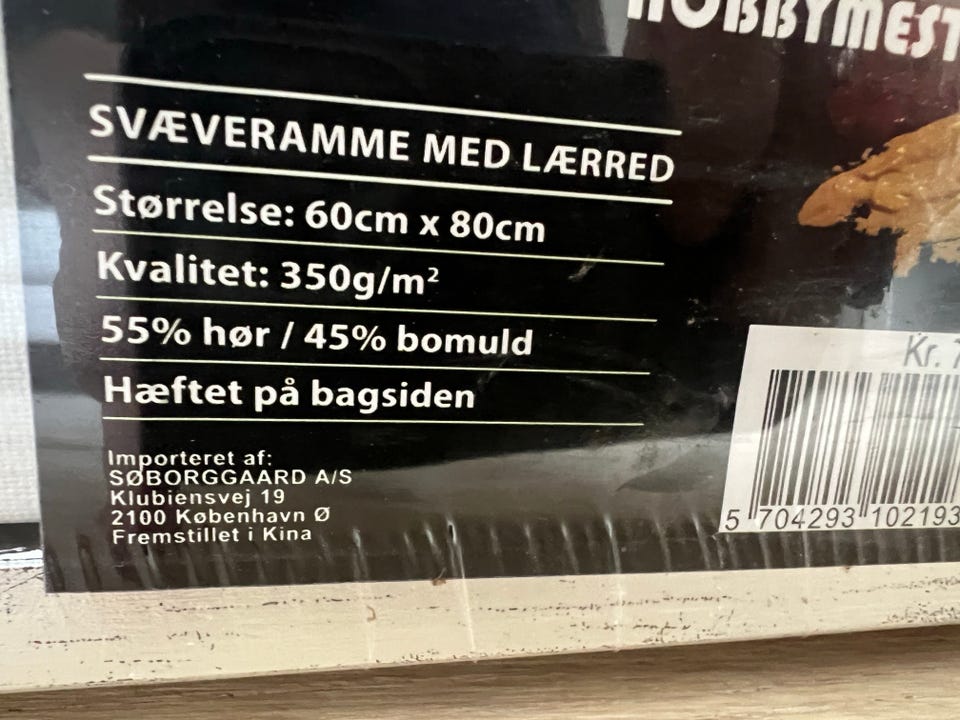 SVÆVERAMME MED LÆRRED
Størrelse: 60cm x 80cm
Kvalitet: 350g/m²
55% hør / 45% bomuld
Hæftet på bagsiden
Importeret af:
SØBORGGAARD A/S
Klubiensvej 19
2100 København Ø
Fremstillet i Kina
Kr.
5 704293 102193